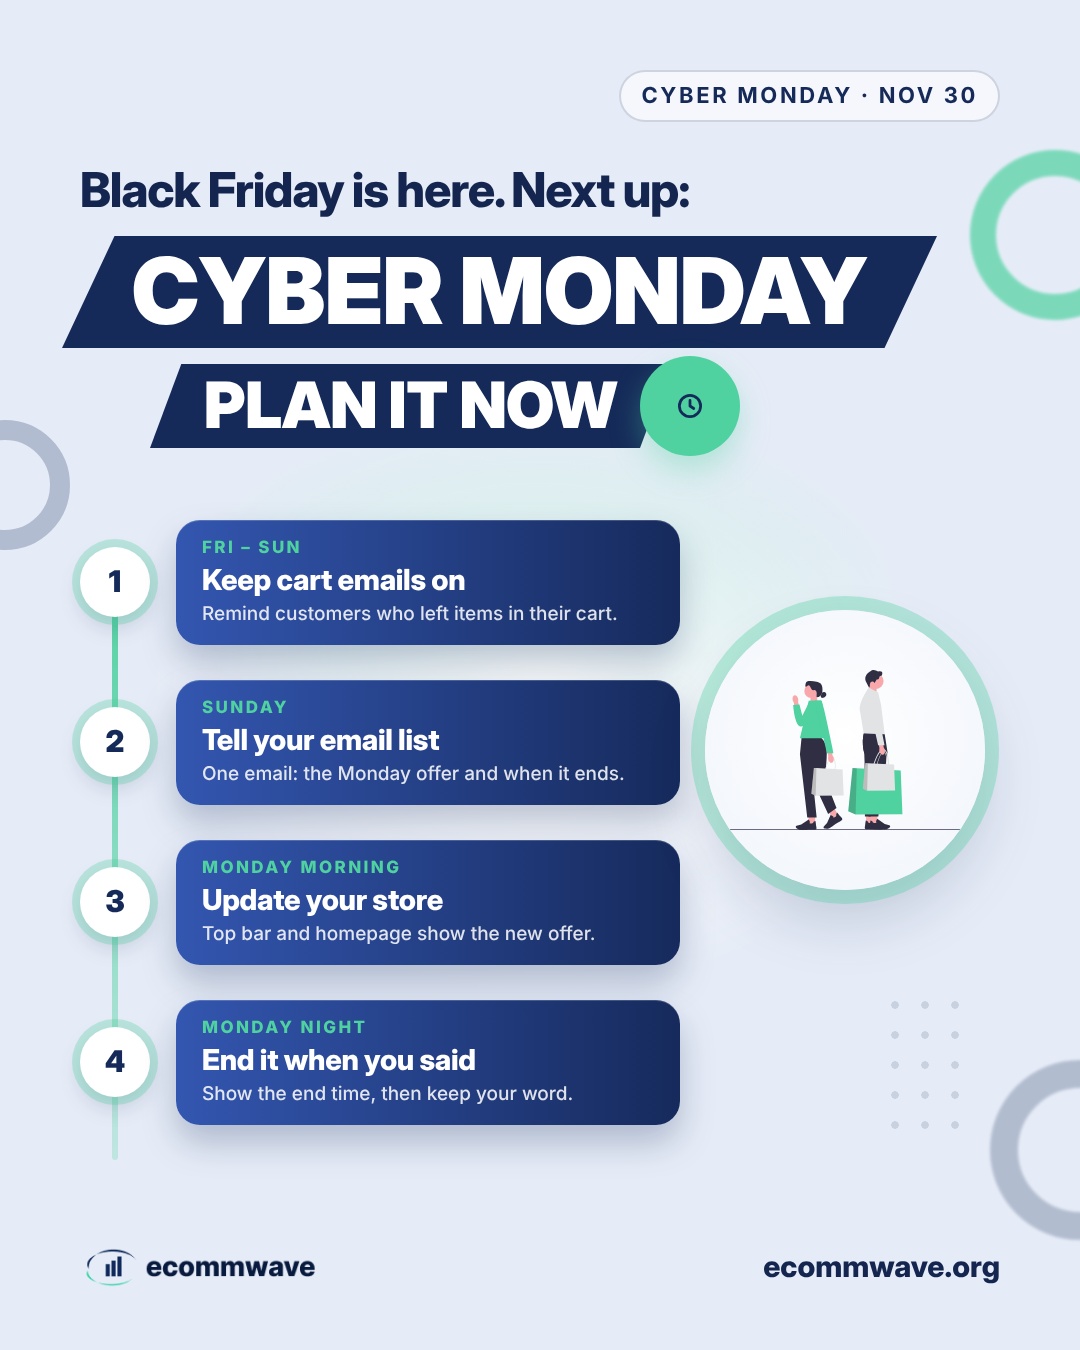 CYBER MONDAY · NOV 30
Black Friday is here. Next up:
CYBER MONDAY
PLAN IT NOW
1
FRI – SUN
Keep cart emails on
Remind customers who left items in their cart.
2
SUNDAY
Tell your email list
One email: the Monday offer and when it ends.
3
MONDAY MORNING
Update your store
Top bar and homepage show the new offer.
4
MONDAY NIGHT
End it when you said
Show the end time, then keep your word.
ecommwave
ecommwave.org